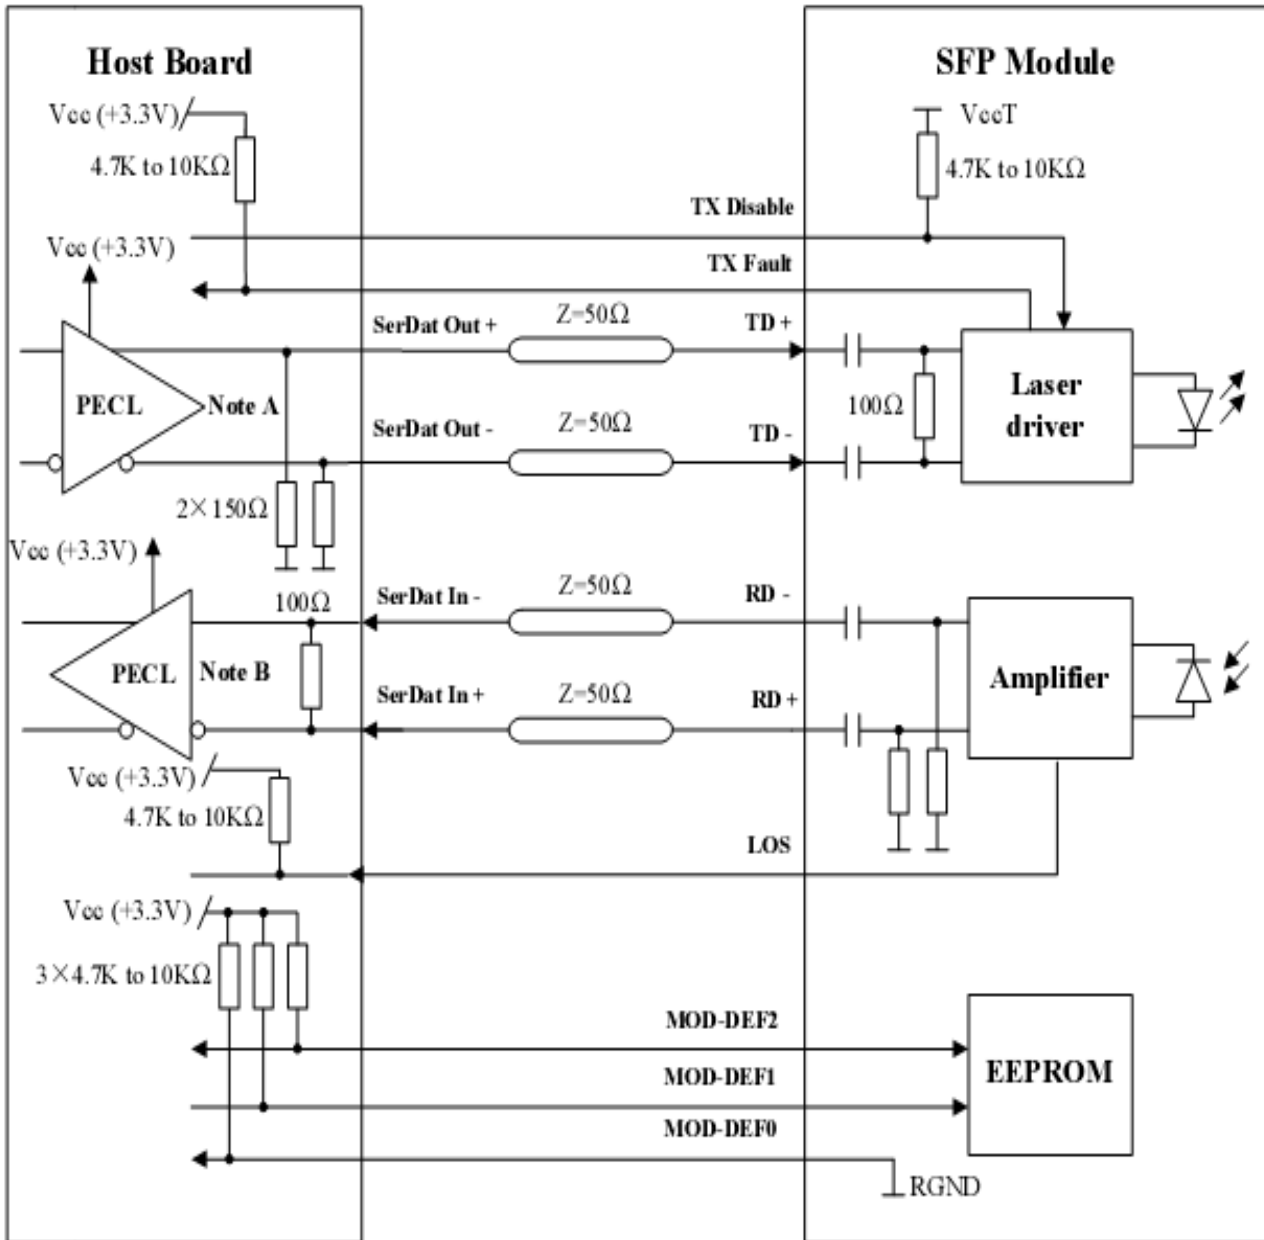 Host Board
SFP Module
Vcc (+3.3V)
VccT
4.7K to 10KΩ
4.7K to 10KΩ
TX Disable
Vcc (+3.3V)
TX Fault
SerDat Out +
Z=50Ω
TD +
PECL
Note A
100Ω
Laser
driver
SerDat Out -
Z=50Ω
TD -
2×150Ω
Vcc (+3.3V)
100Ω
SerDat In -
Z=50Ω
RD -
PECL
Note B
Amplifier
SerDat In +
Z=50Ω
RD +
Vcc (+3.3V)
4.7K to 10KΩ
LOS
Vcc (+3.3V)
3×4.7K to 10KΩ
MOD-DEF2
EEPROM
MOD-DEF1
MOD-DEF0
RGND